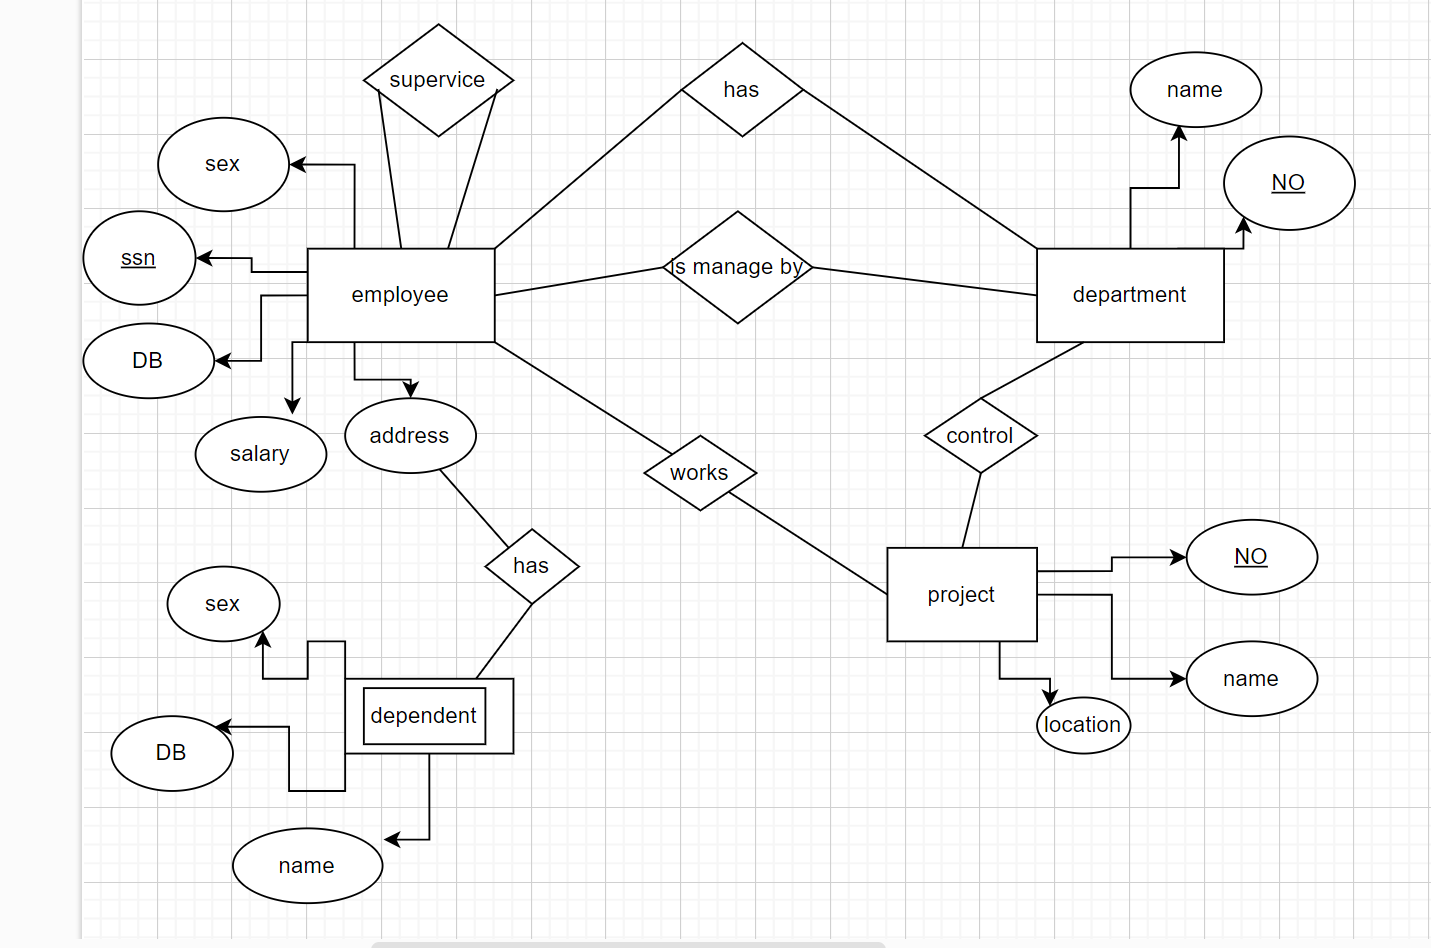 supervice
has
name
sex
NO
ssn
is manage by
employee
department
DB
address
control
salary
works
has
NO
sex
project
name
dependent
location
DB
name